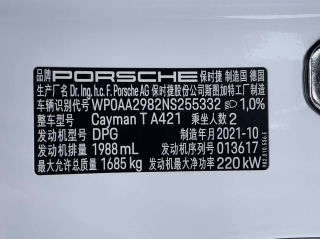 品牌 PORSCHE 保时捷 制造国 德国
生产厂名 Dr. Ing. h.c. F. Porsche AG 保时捷股份公司斯图加特工厂制造
车辆识别代号 WP0AA2982NS255332 1,0%
整车型号 Cayman T A421 乘坐人数 2
发动机型号 DPG 制造年月 2021-10
发动机排量 1988 mL 发动机序列号 013617
最大允许总质量 1685 kg 发动机最大净功率 220 kW